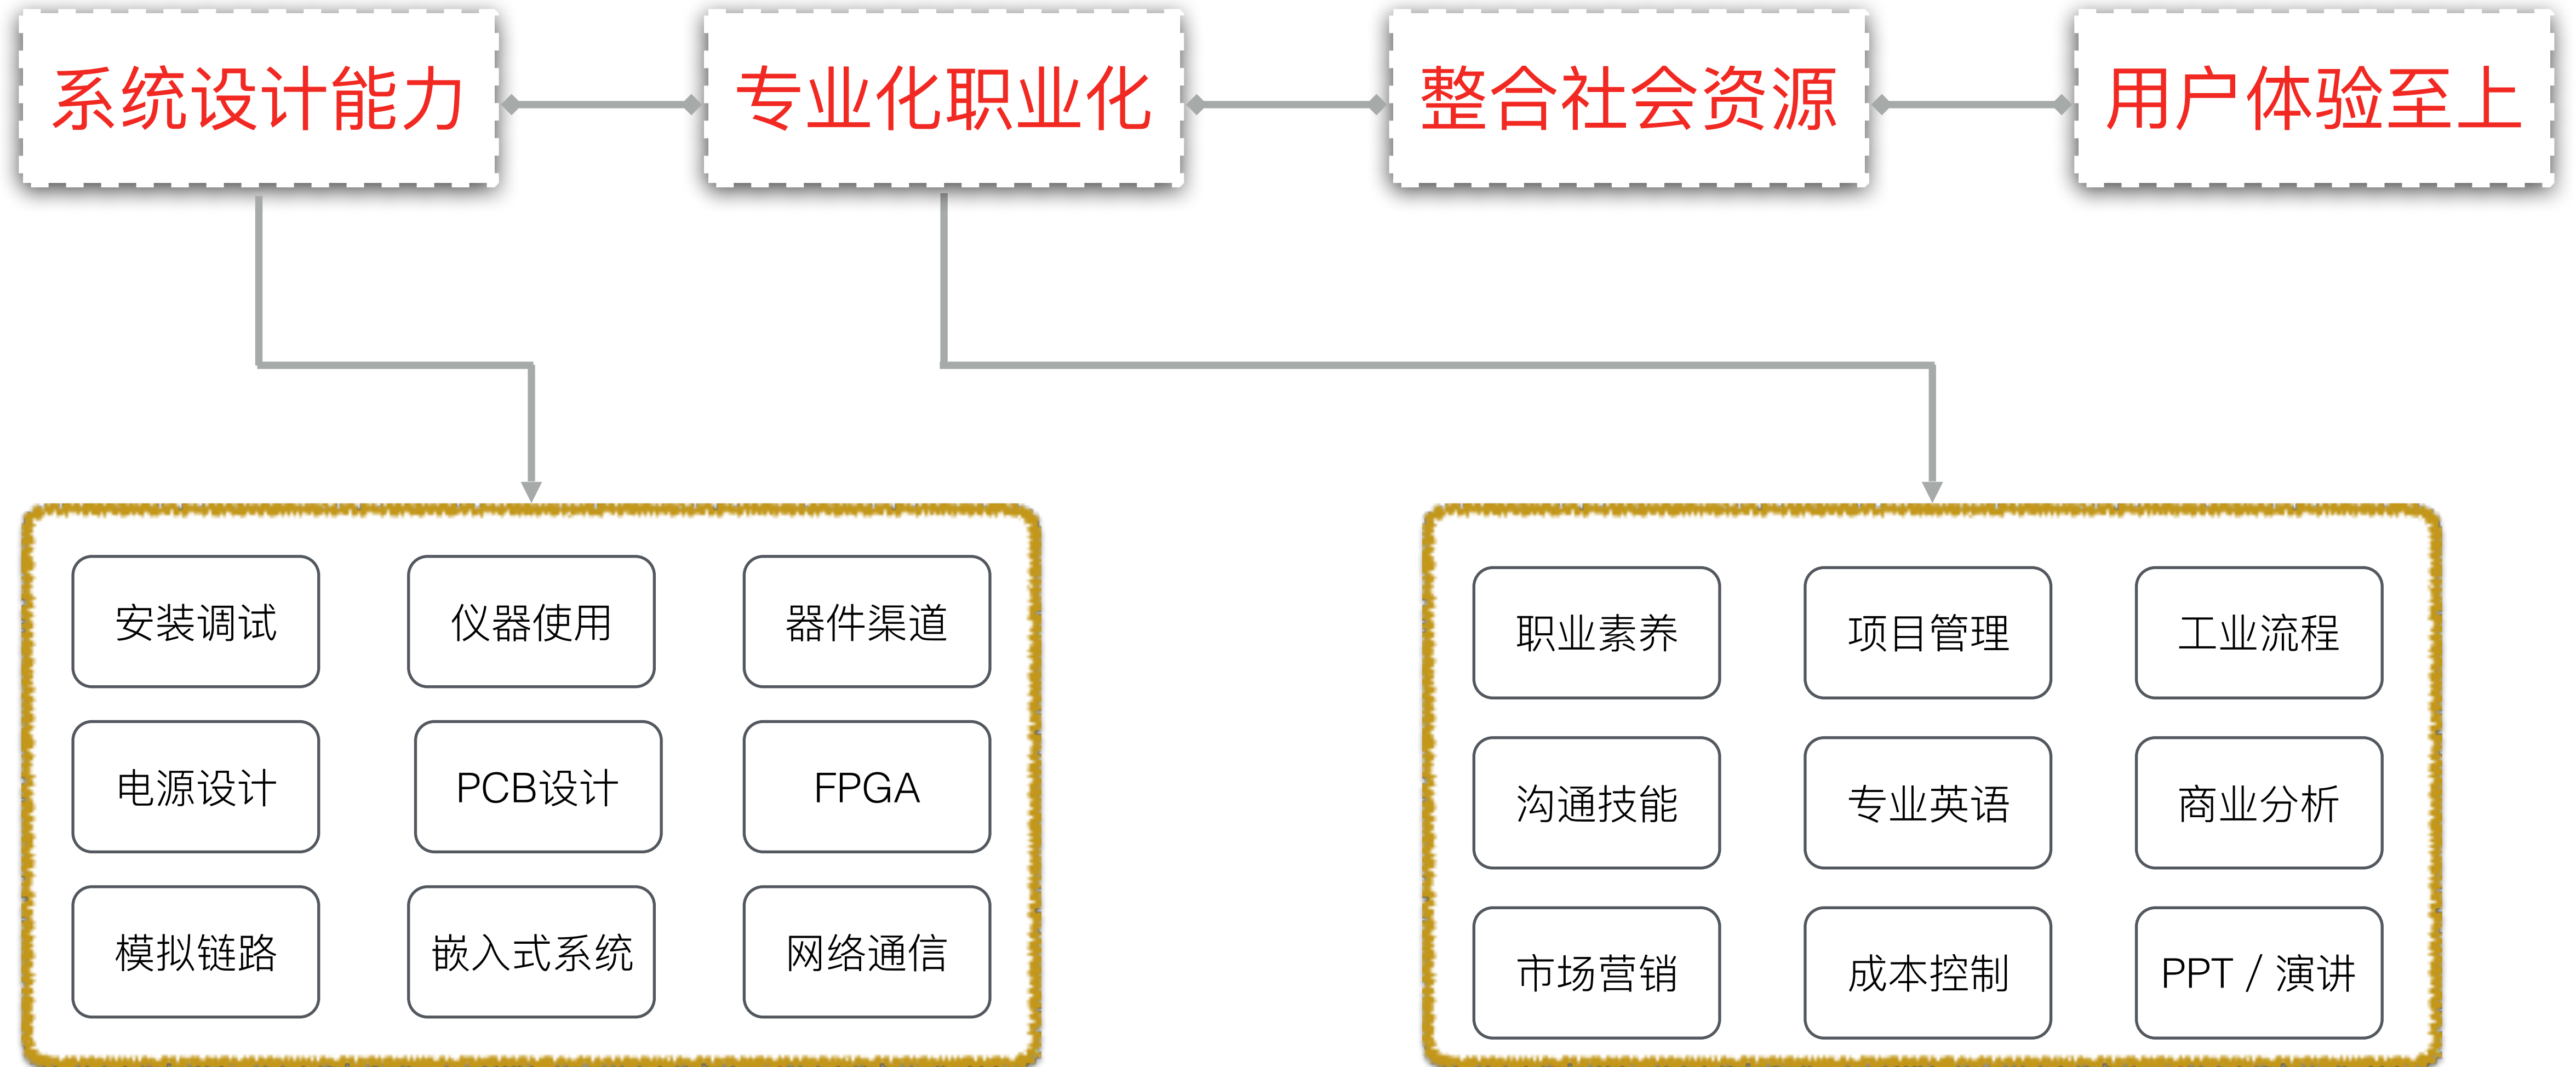 系统设计能力
专业化职业化
整合社会资源
用户体验至上
安装调试
仪器使用
器件渠道
电源设计
PCB设计
FPGA
模拟链路
嵌入式系统
网络通信
职业素养
项目管理
工业流程
沟通技能
专业英语
商业分析
市场营销
成本控制
PPT / 演讲